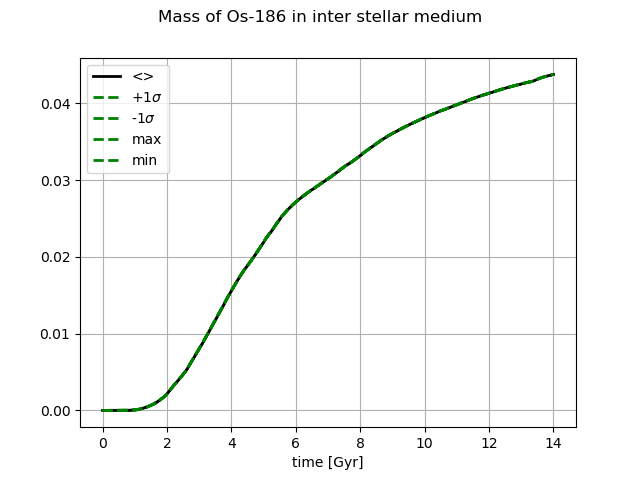 Mass of Os-186 in inter stellar medium
<>
+1σ
-1σ
max
min
0.04
0.03
0.02
0.01
0.00
0 2 4 6 8 10 12 14
time [Gyr]